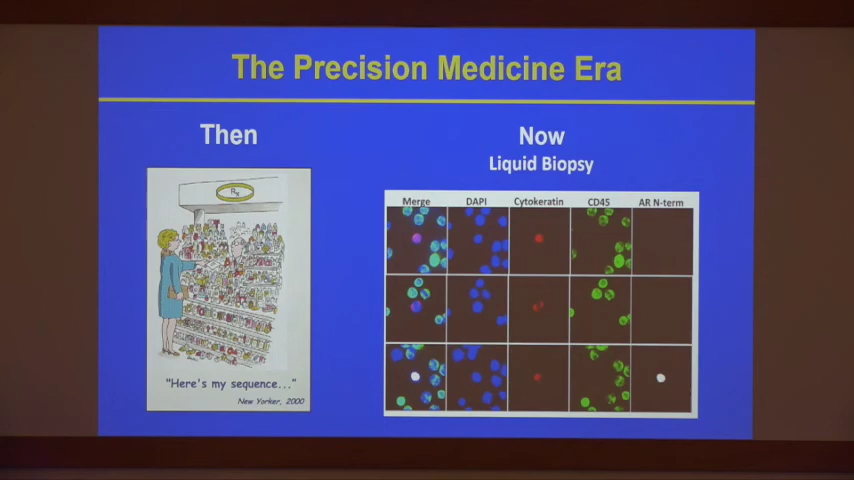 The Precision Medicine Era
Then
Now
Liquid Biopsy
Rx
"Here's my sequence..."
New Yorker, 2000
Merge DAPI Cytokeratin CD45 AR N-term